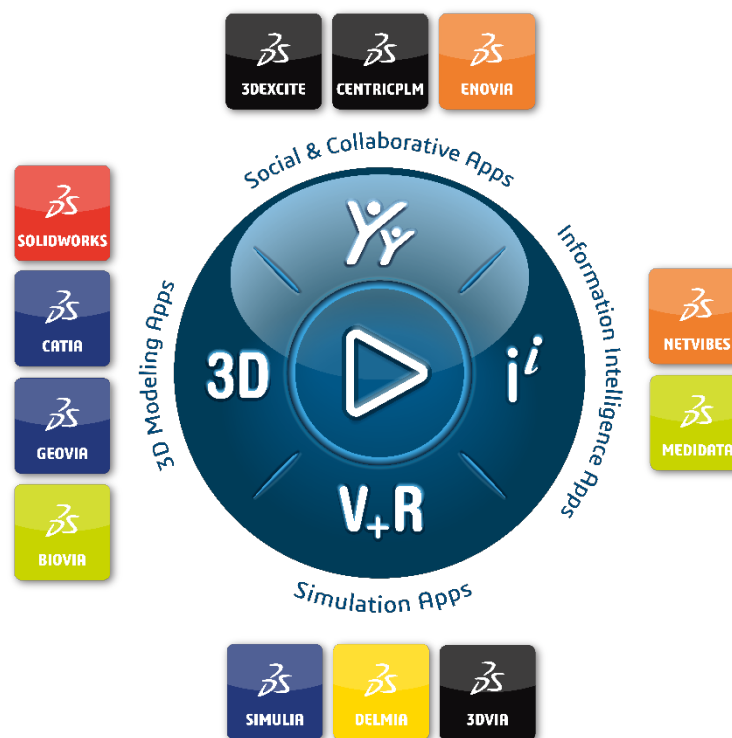 3DEXCITE
CENTRICPLM
ENOVIA
Social & Collaborative Apps
SOLIDWORKS
CATIA
GEOVIA
BIOVIA
3D Modeling Apps
3D
i i
V+R
Information Intelligence Apps
NETVIBES
MEDIDATA
Simulation Apps
SIMULIA
DELMIA
3DVIA